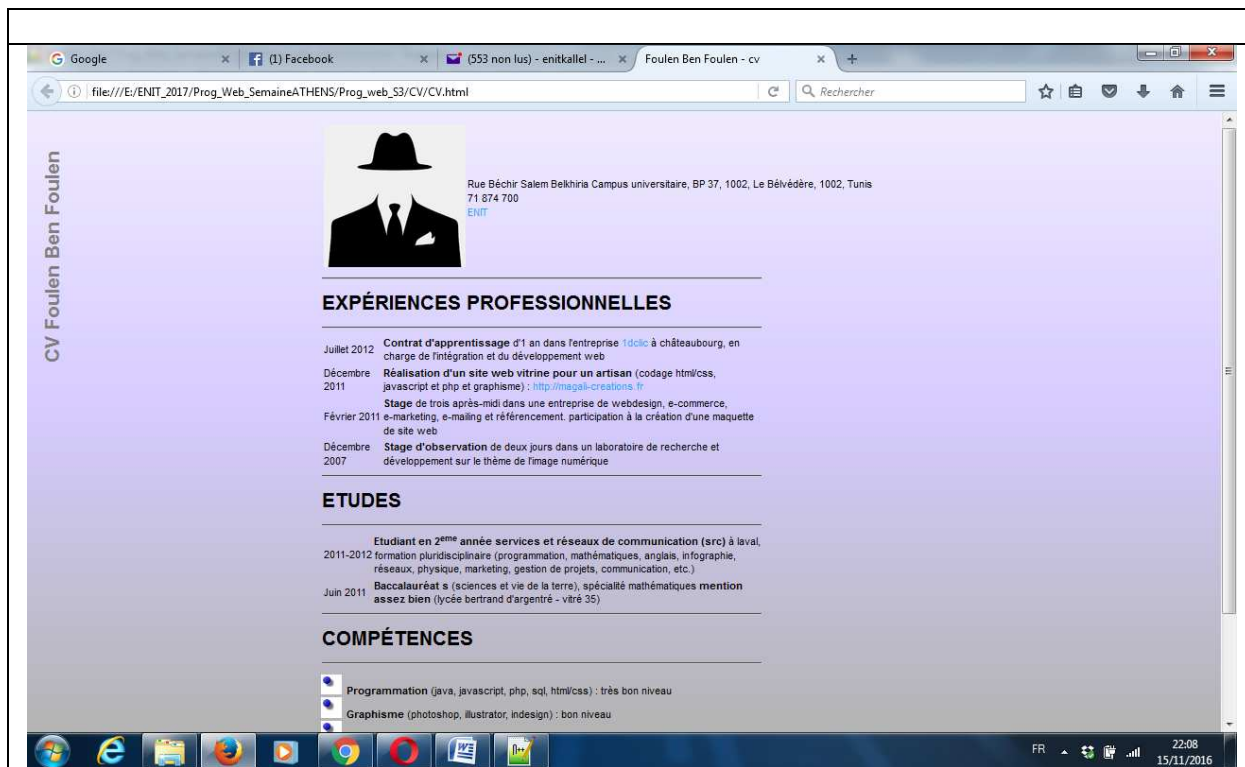 Google
(1) Facebook
(553 non lus) - enitkallel - ...
Foulen Ben Foulen - cv
file:///E:/ENIT_2017/Prog_Web_SemaineATHENS/Prog_web_S3/CV/CV.html
Rechercher
CV Foulen Ben Foulen
Rue Béchir Salem Belkhiria Campus universitaire, BP 37, 1002, Le Bélvédère, 1002, Tunis
71 874 700
ENIT
EXPÉRIENCES PROFESSIONNELLES
Juillet 2012 Contrat d'apprentissage d'1 an dans l'entreprise 1dclic à châteaubourg, en
charge de l'intégration et du développement web
Décembre Réalisation d'un site web vitrine pour un artisan (codage html/css,
2011 javascript et php et graphisme) : http://magali-creations.fr
Stage de trois après-midi dans une entreprise de webdesign, e-commerce,
Février 2011 e-marketing, e-mailing et référencement. participation à la création d'une maquette
de site web
Décembre Stage d'observation de deux jours dans un laboratoire de recherche et
2007 développement sur le thème de l'image numérique
ETUDES
Etudiant en 2eme année services et réseaux de communication (src) à laval,
2011-2012 formation pluridisciplinaire (programmation, mathématiques, anglais, infographie,
réseaux, physique, marketing, gestion de projets, communication, etc.)
Juin 2011 Baccalauréat s (sciences et vie de la terre), spécialité mathématiques mention
assez bien (lycée bertrand d'argentré - vitré 35)
COMPÉTENCES
Programmation (java, javascript, php, sql, html/css) : très bon niveau
Graphisme (photoshop, illustrator, indesign) : bon niveau
FR
22:08
15/11/2016